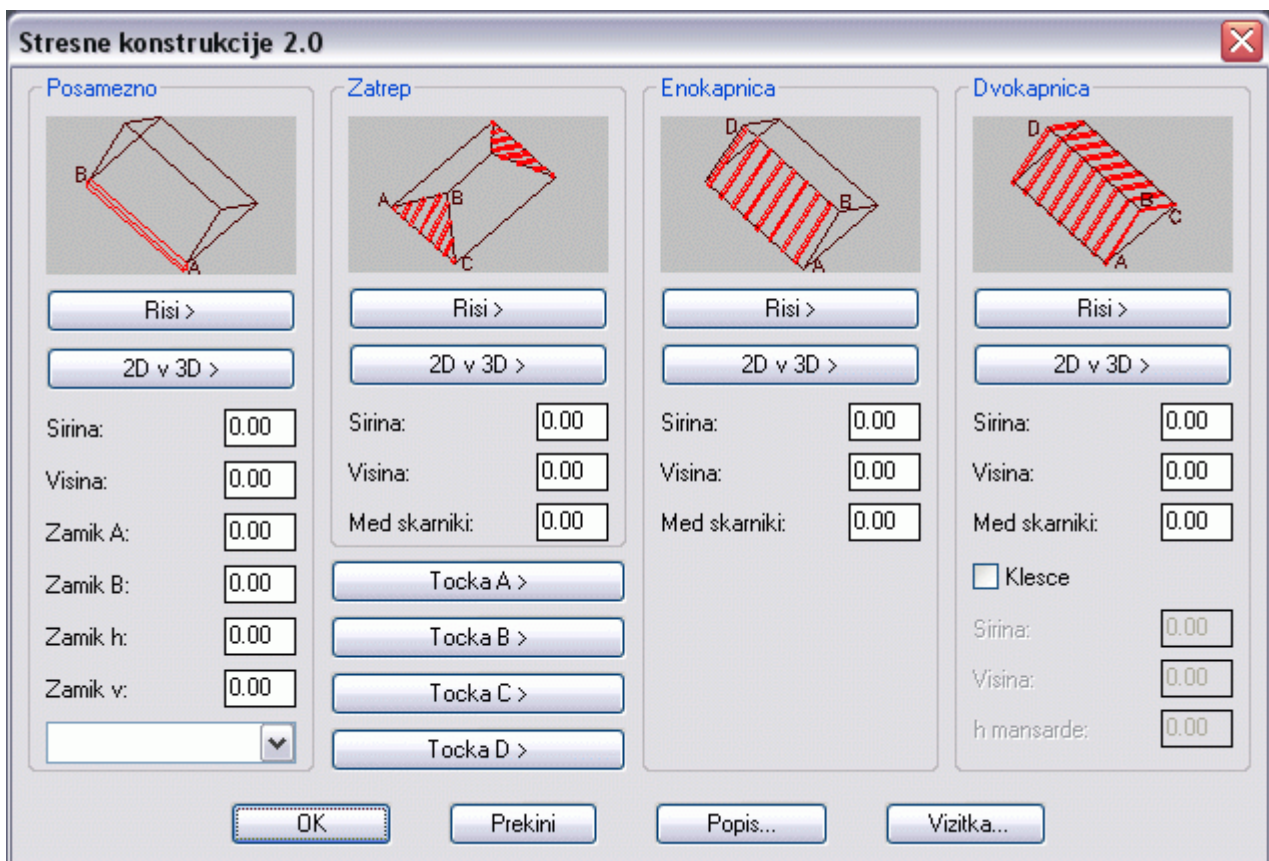 Stresne konstrukcije 2.0
Posamezno
B
A
Risi >
2D v 3D >
Sirina: 0.00
Visina: 0.00
Zamik A: 0.00
Zamik B: 0.00
Zamik h: 0.00
Zamik v: 0.00
Zatrep
A
B
C
Risi >
2D v 3D >
Sirina: 0.00
Visina: 0.00
Med skarniki: 0.00
Tocka A >
Tocka B >
Tocka C >
Tocka D >
Enokapnica
D
B
A
Risi >
2D v 3D >
Sirina: 0.00
Visina: 0.00
Med skarniki: 0.00
Dvokapnica
D
B
C
A
Risi >
2D v 3D >
Sirina: 0.00
Visina: 0.00
Med skarniki: 0.00
Klesce
Sirina: 0.00
Visina: 0.00
h mansarde: 0.00
OK
Prekini
Popis...
Vizitka...